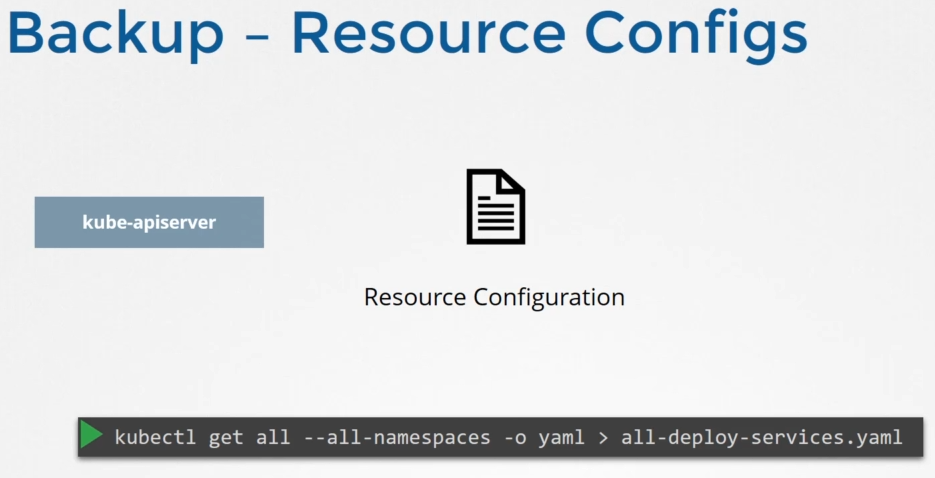 Backup – Resource Configs
kube-apiserver
Resource Configuration
kubectl get all --all-namespaces -o yaml > all-deploy-services.yaml